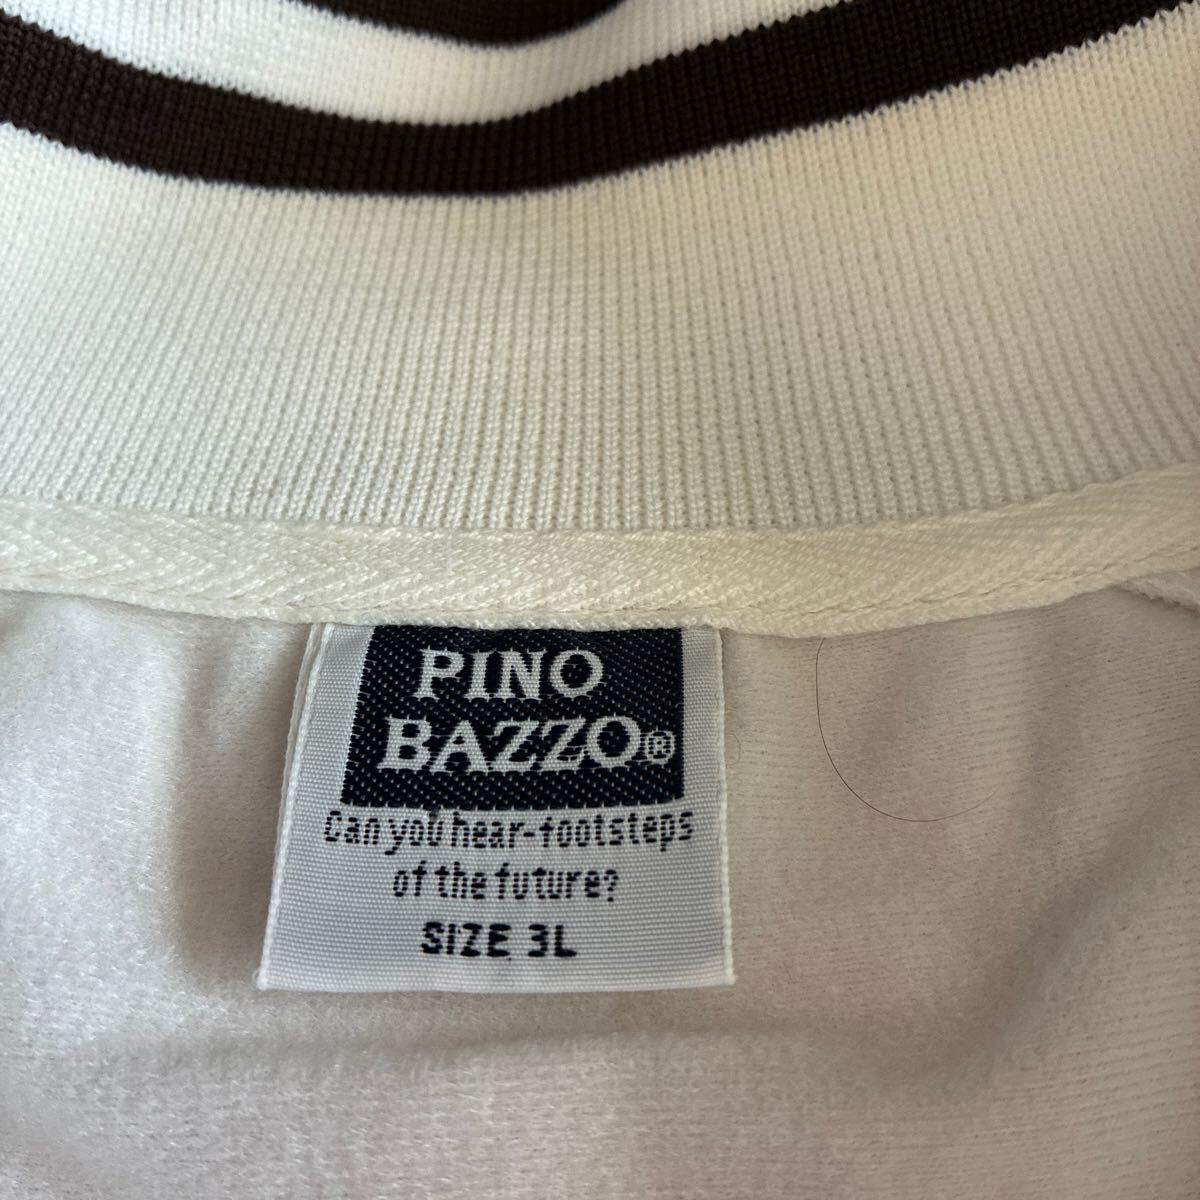 PINO
BAZZO®
Can you hear-footsteps
of the future?
SIZE 3L